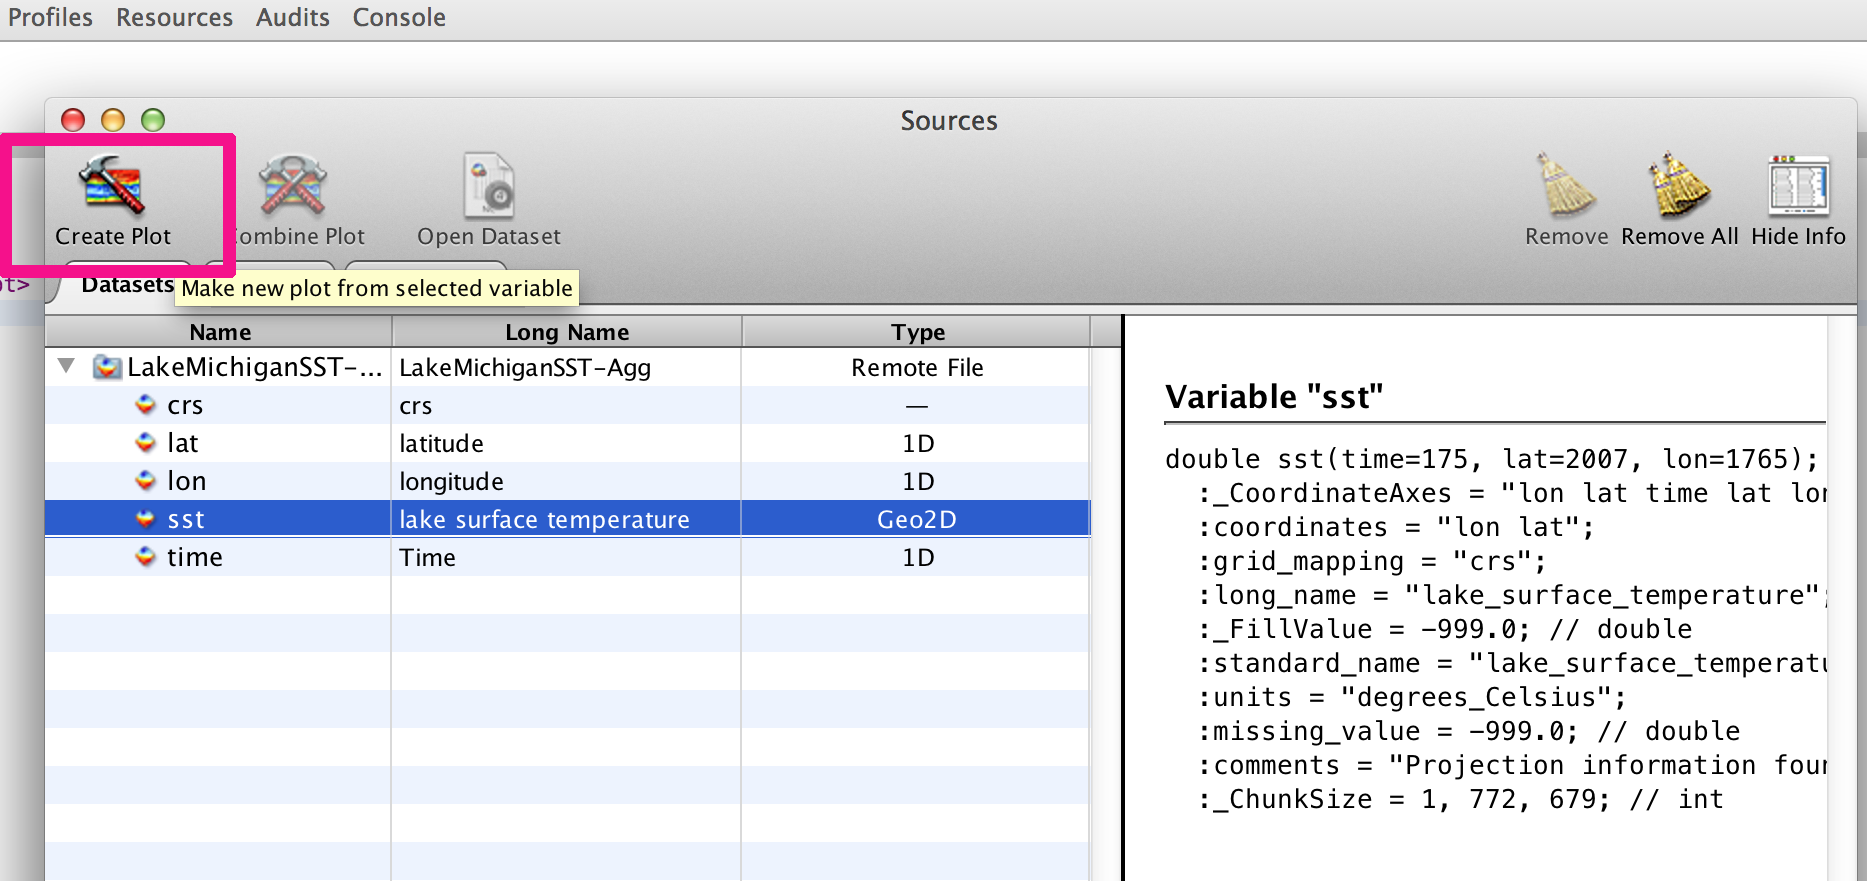 Profiles Resources Audits Console
Sources
Create Plot
Combine Plot
Open Dataset
Remove
Remove All
Hide Info
Datasets
Make new plot from selected variable
Name Long Name Type
LakeMichiganSST-... LakeMichiganSST-Agg Remote File
crs crs —
lat latitude 1D
lon longitude 1D
sst lake surface temperature Geo2D
time Time 1D
Variable "sst"
double sst(time=175, lat=2007, lon=1765);
:_CoordinateAxes = "lon lat time lat lon
:coordinates = "lon lat";
:grid_mapping = "crs";
:long_name = "lake_surface_temperature";
:_FillValue = -999.0; // double
:standard_name = "lake_surface_temperatu
:units = "degrees_Celsius";
:missing_value = -999.0; // double
:comments = "Projection information four
:_ChunkSize = 1, 772, 679; // int